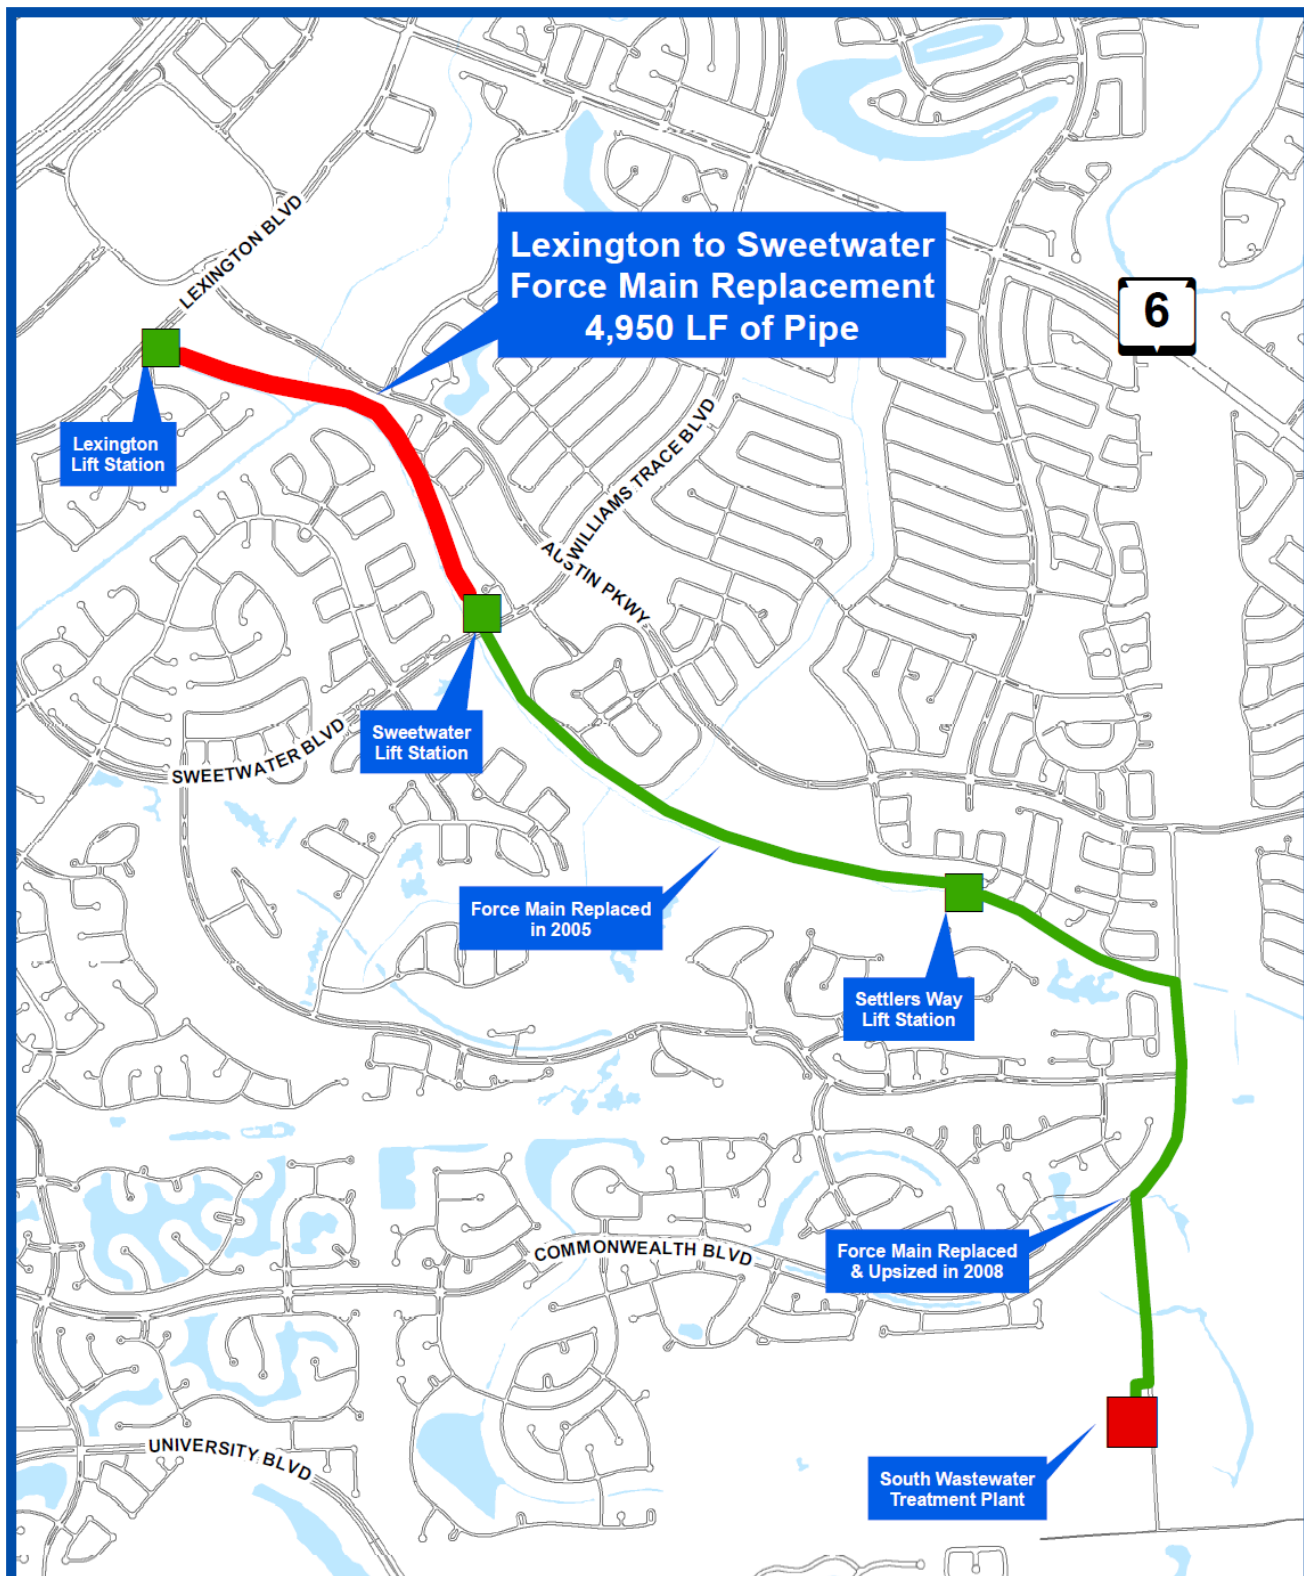 LEXINGTON BLVD
Lexington to Sweetwater
Force Main Replacement
4,950 LF of Pipe
6
Lexington
Lift Station
WILLIAMS TRACE BLVD
AUSTIN PKWY
Sweetwater
Lift Station
SWEETWATER BLVD
Force Main Replaced
in 2005
Settlers Way
Lift Station
Force Main Replaced
& Upsized in 2008
COMMONWEALTH BLVD
UNIVERSITY BLVD
South Wastewater
Treatment Plant